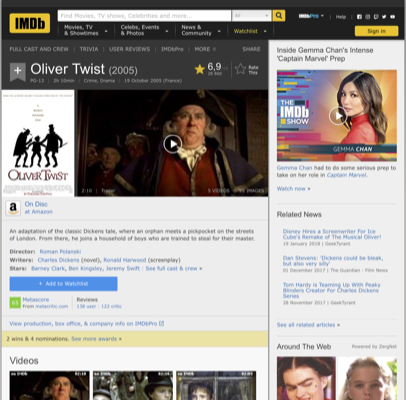 IMDb
Find Movies, TV shows, Celebrities and more...
All
IMDbPro
Help
Movies, TV
& Showtimes
Celebs, Events
& Photos
News &
Community
Watchlist
Sign in
FULL CAST AND CREW | TRIVIA | USER REVIEWS | IMDbPro | MORE
SHARE
Oliver Twist (2005)
PG-13 | 2h 10min | Crime, Drama | 19 October 2005 (France)
6,9
Rate
This
OLIVER TWIST
2:10 | Trailer
5 VIDEOS
IMAGES
On Disc
at Amazon
An adaptation of the classic Dickens tale, where an orphan meets a pickpocket on the streets
of London. From there, he joins a household of boys who are trained to steal for their master.
Director: Roman Polanski
Writers: Charles Dickens (novel), Ronald Harwood (screenplay)
Stars: Barney Clark, Ben Kingsley, Jeremy Swift | See full cast & crew »
+ Add to Watchlist
Metascore
From metacritic.com
Reviews
View production, box office, & company info on IMDbPro
2 wins & 4 nominations. See more awards »
Videos
Inside Gemma Chan's Intense
'Captain Marvel' Prep
THE
IMDb
SHOW
GEMMA CHAN
Gemma Chan had to do some serious prep to
take on her role in Captain Marvel.
Watch now »
Related News
Disney Hires a Screenwriter For Ice
Cube's Remake of The Musical Oliver!
19 January 2018 | GeekTyrant
Dan Stevens: 'Dickens could be bleak,
but also very silly'
01 December 2017 | The Guardian - Film News
Tom Hardy is Teaming Up With Peaky
Blinders Creator For Charles Dickens
Series
28 November 2017 | GeekTyrant
See all related articles »
Around The Web
Powered by ZergNet